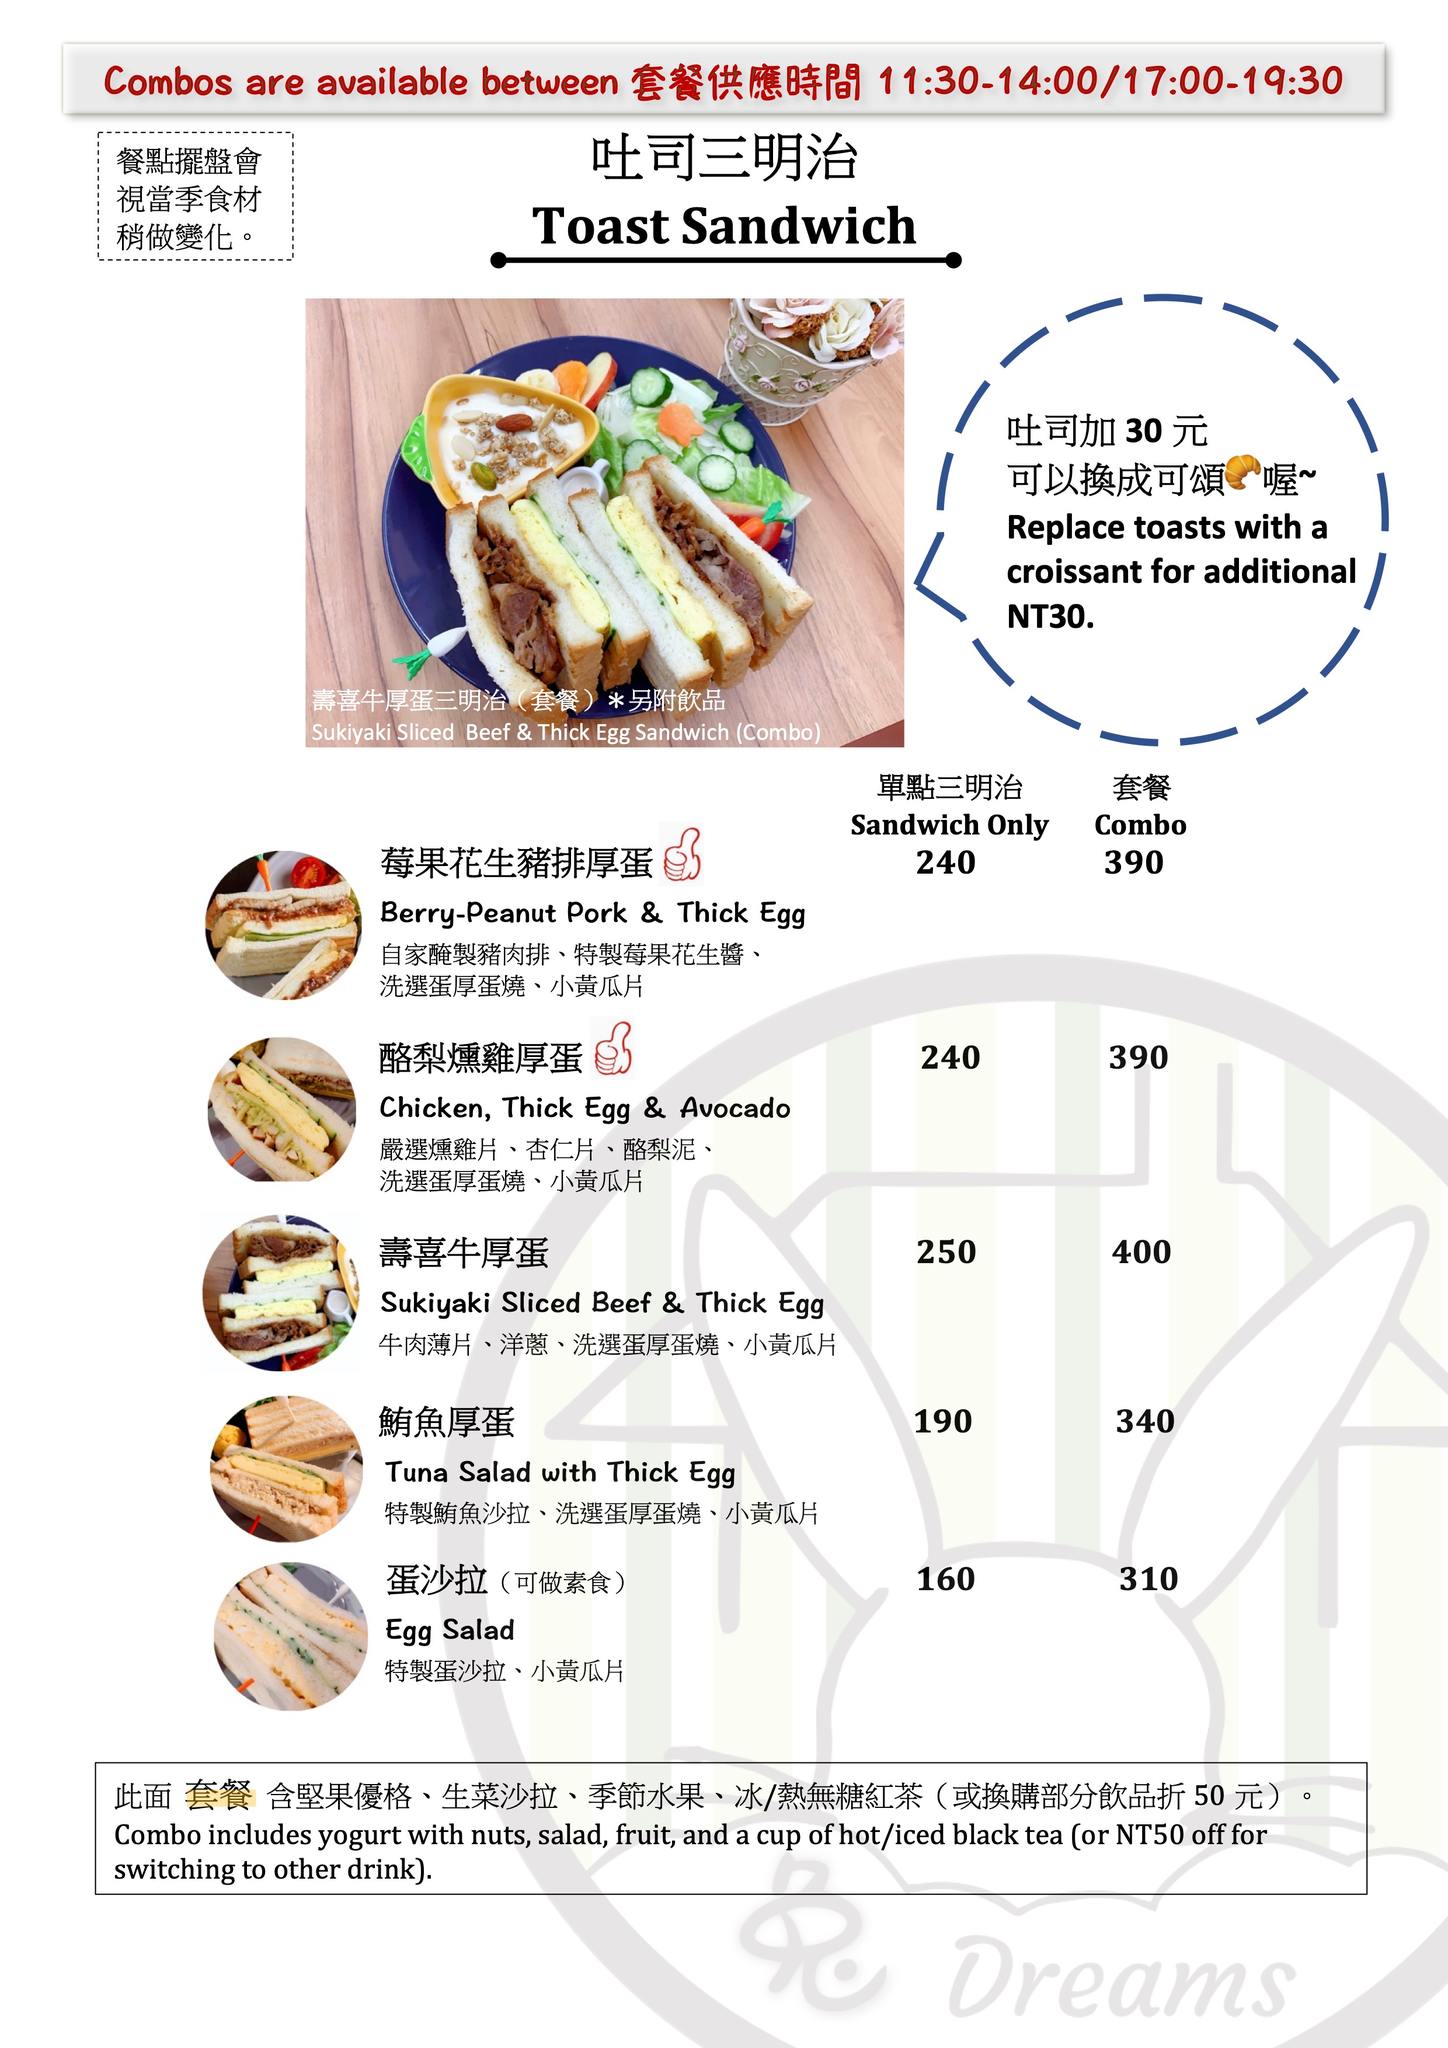 Combos are available between 套餐供應時間 11:30-14:00/17:00-19:30
餐點擺盤會
視當季食材
稍做變化。
吐司三明治
Toast Sandwich
吐司加 30 元
可以換成可頌🥐喔~
Replace toasts with a
croissant for additional
NT30.
壽喜牛厚蛋三明治（套餐）＊另附飲品
Sukiyaki Sliced Beef & Thick Egg Sandwich (Combo)
單點三明治 套餐
Sandwich Only Combo
莓果花生豬排厚蛋 240 390
Berry-Peanut Pork & Thick Egg
自家醃製豬肉排、特製莓果花生醬、
洗選蛋厚蛋燒、小黃瓜片
酪梨燻雞厚蛋 240 390
Chicken, Thick Egg & Avocado
嚴選燻雞片、杏仁片、酪梨泥、
洗選蛋厚蛋燒、小黃瓜片
壽喜牛厚蛋 250 400
Sukiyaki Sliced Beef & Thick Egg
牛肉薄片、洋蔥、洗選蛋厚蛋燒、小黃瓜片
鮪魚厚蛋 190 340
Tuna Salad with Thick Egg
特製鮪魚沙拉、洗選蛋厚蛋燒、小黃瓜片
蛋沙拉（可做素食） 160 310
Egg Salad
特製蛋沙拉、小黃瓜片
此面 套餐 含堅果優格、生菜沙拉、季節水果、冰/熱無糖紅茶（或換購部分飲品折 50 元）。
Combo includes yogurt with nuts, salad, fruit, and a cup of hot/iced black tea (or NT50 off for
switching to other drink).
Dreams